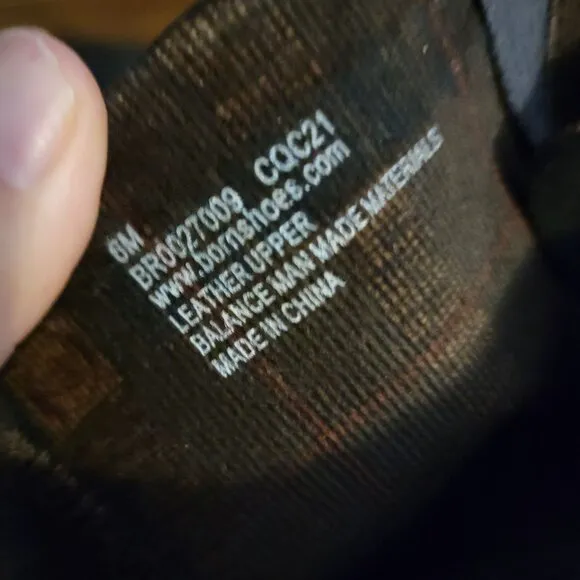 6M
BR0027009 CQC21
www.bornshoes.com
LEATHER UPPER
BALANCE MAN MADE MATERIALS
MADE IN CHINA